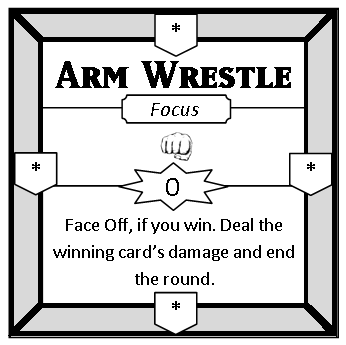 *
ARM WRESTLE
Focus
* *
0
Face Off, if you win. Deal the
winning card's damage and end
the round.
*